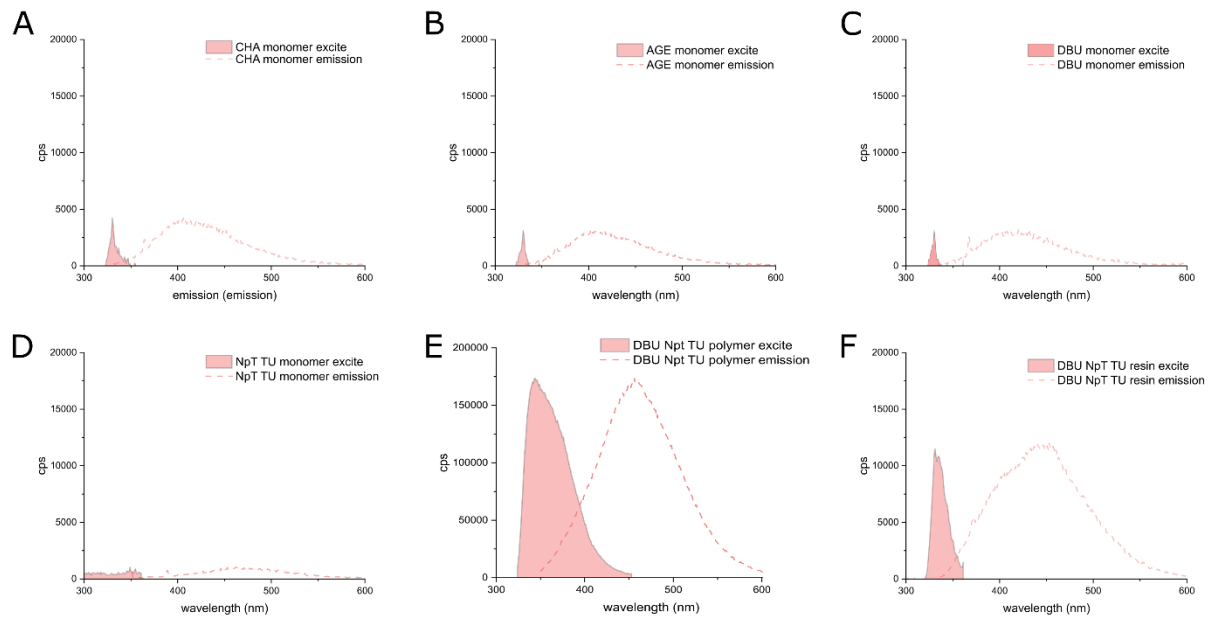 A
CHA monomer excite
CHA monomer emission
20000
15000
10000
5000
0
cps
300
400
500
600
emission (emission)
B
AGE monomer excite
AGE monomer emission
20000
15000
10000
5000
0
cps
300
400
500
600
wavelength (nm)
C
DBU monomer excite
DBU monomer emission
20000
15000
10000
5000
0
cps
300
400
500
600
wavelength (nm)
D
NpT TU monomer excite
NpT TU monomer emission
20000
15000
10000
5000
0
cps
300
400
500
600
wavelength (nm)
E
DBU Npt TU polymer excite
DBU Npt TU polymer emission
200000
150000
100000
50000
0
cps
300
400
500
600
wavelength (nm)
F
DBU NpT TU resin excite
DBU NpT TU resin emission
20000
15000
10000
5000
0
cps
300
400
500
600
wavelength (nm)